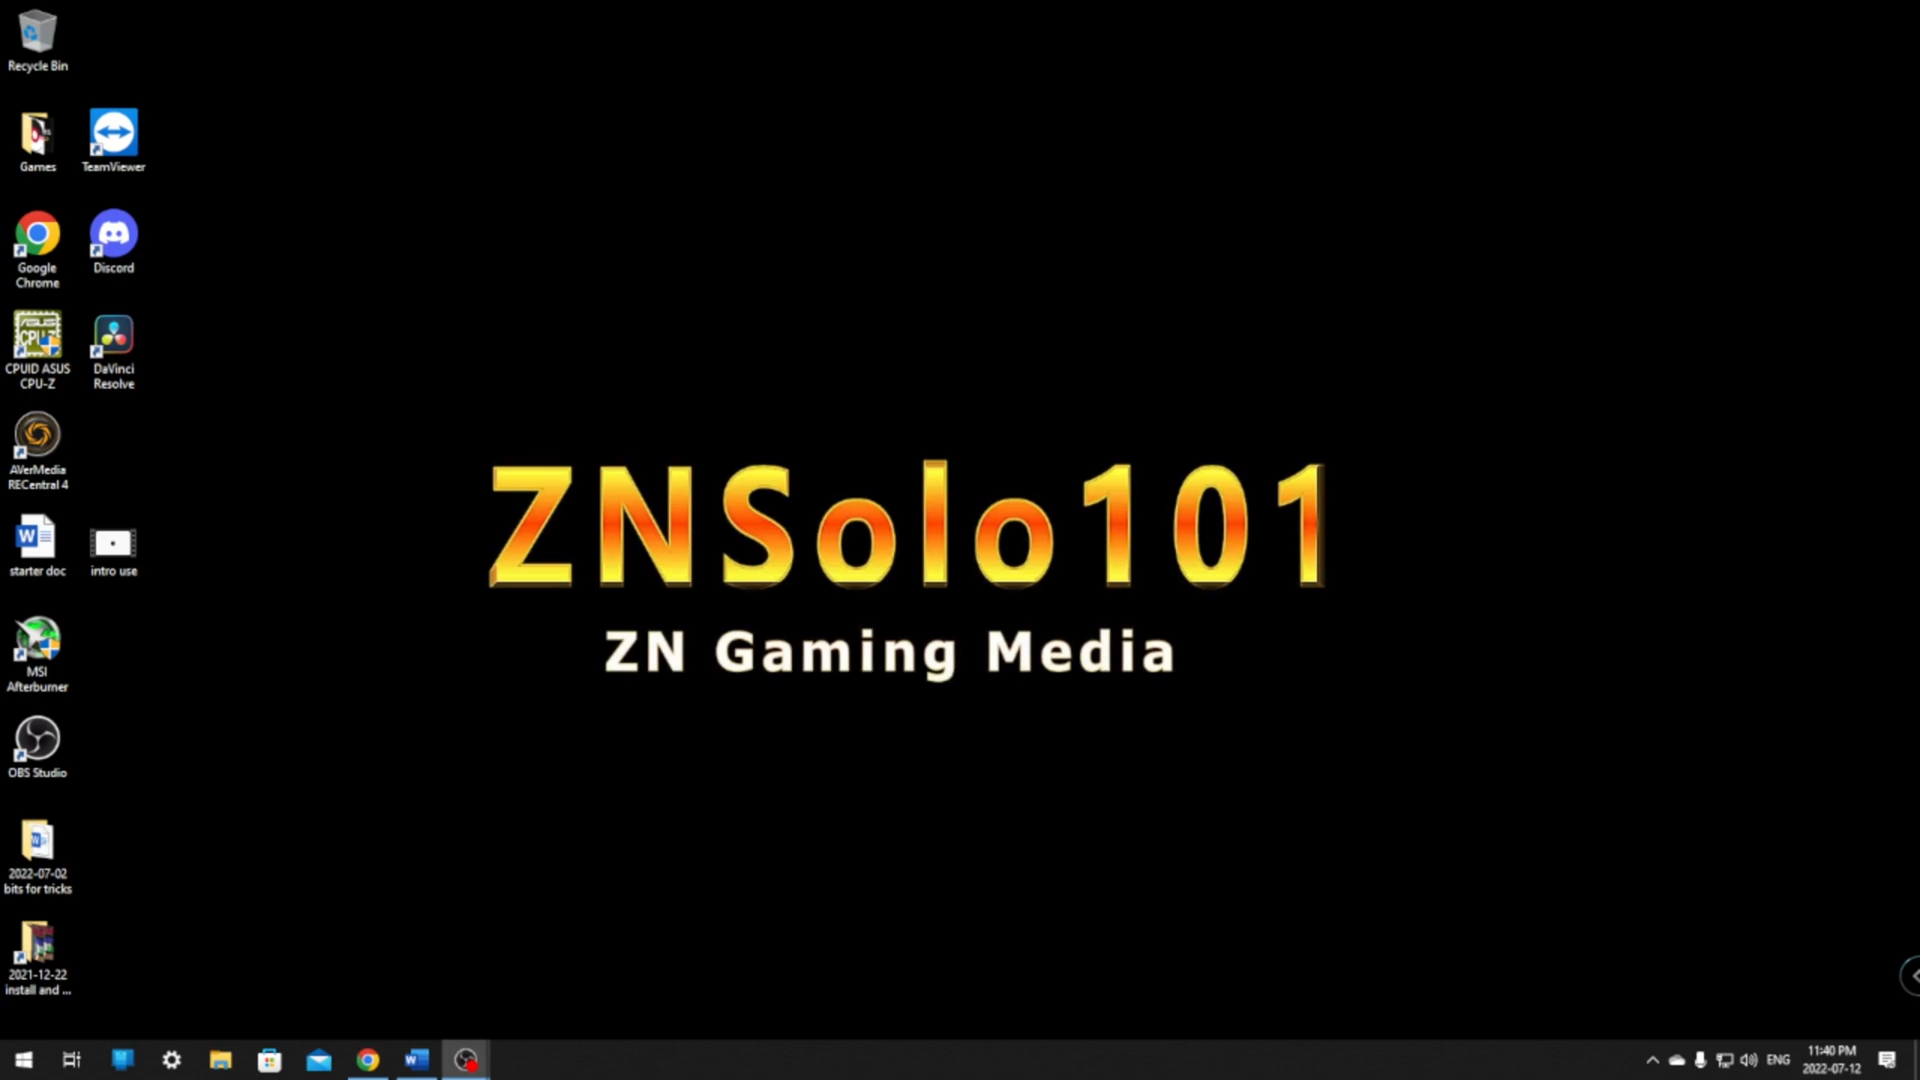 Recycle Bin
Games
TeamViewer
Google
Chrome
Discord
CPUID ASUS
CPU-Z
DaVinci
Resolve
AVerMedia
RECentral 4
starter doc
intro use
MSI
Afterburner
OBS Studio
2022-07-02
bits for tricks
2021-12-22
install and ...
ZNSolo101
ZN Gaming Media
ENG
11:40 PM
2022-07-12